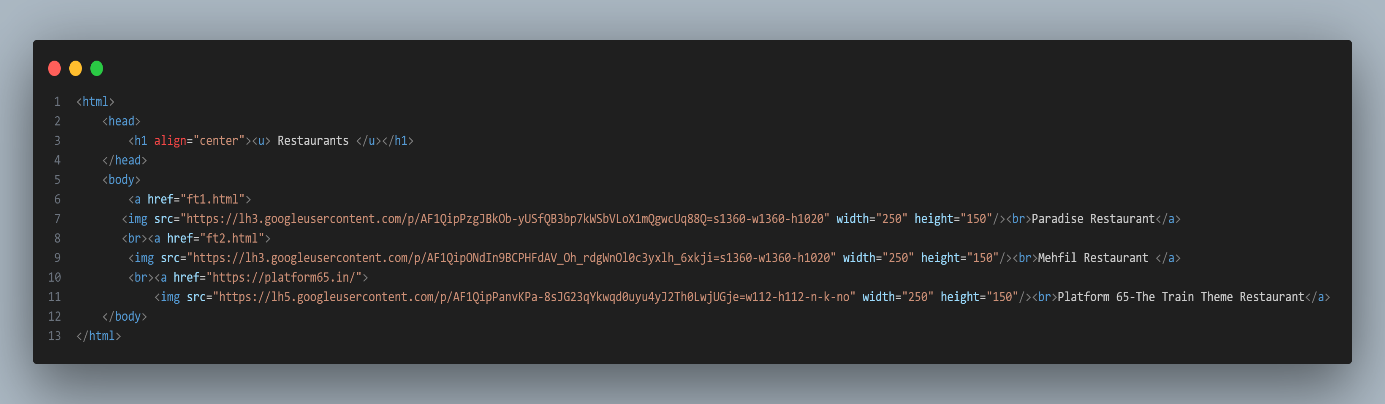 1 <html>
2 <head>
3 <h1 align="center"><u> Restaurants </u></h1>
4 </head>
5 <body>
6 <a href="ft1.html">
7 <img src="https://lh3.googleusercontent.com/p/AF1QipPzgJBkOb-yUSfQB3bp7kWSbVLoX1mQgwcUq88Q=s1360-w1360-h1020" width="250" height="150"/><br>Paradise Restaurant</a>
8 <br><a href="ft2.html">
9 <img src="https://lh3.googleusercontent.com/p/AF1QipONdIn9BCPHFdAV_Oh_rdgWnOl0c3yxlh_6xkji=s1360-w1360-h1020" width="250" height="150"/><br>Mehfil Restaurant </a>
10 <br><a href="https://platform65.in/">
11 <img src="https://lh5.googleusercontent.com/p/AF1QipPanvKPa-8sJG23qYkwqd0uyu4yJ2Th0LwjUGje=w112-h112-n-k-no" width="250" height="150"/><br>Platform 65-The Train Theme Restaurant</a>
12 </body>
13 </html>